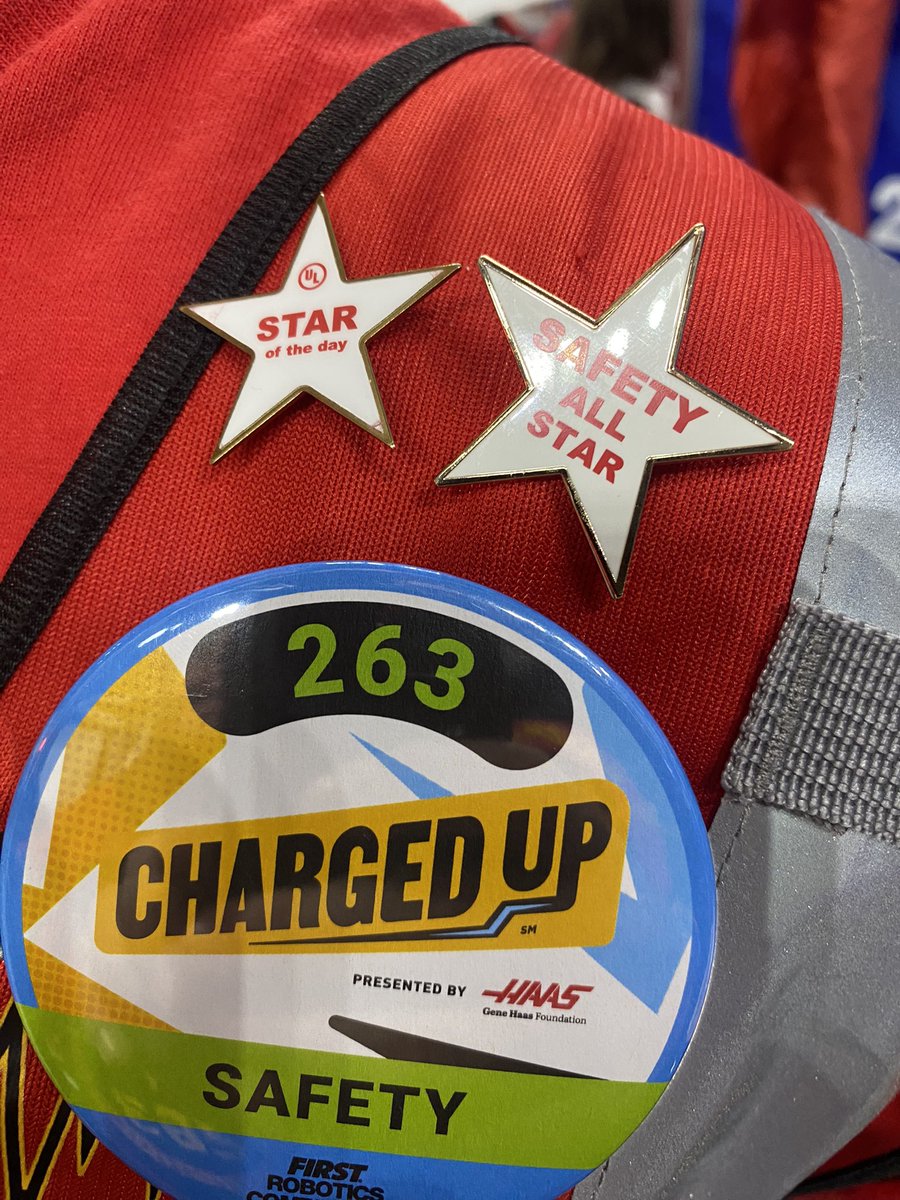 UL
STAR
of the day
SAFETY
ALL
STAR
263
CHARGED UP
SM
PRESENTED BY HAAS
Gene Haas Foundation
SAFETY
FIRST
ROBOTICS
2